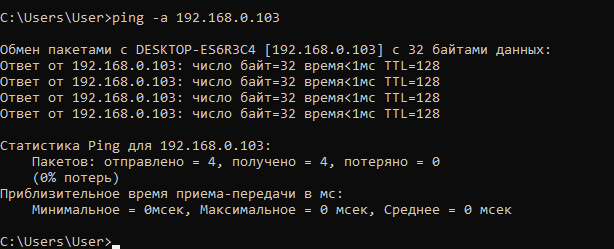 C:\Users\User>ping -a 192.168.0.103
Обмен пакетами с DESKTOP-ES6R3C4 [192.168.0.103] с 32 байтами данных:
Ответ от 192.168.0.103: число байт=32 время<1мс TTL=128
Ответ от 192.168.0.103: число байт=32 время<1мс TTL=128
Ответ от 192.168.0.103: число байт=32 время<1мс TTL=128
Ответ от 192.168.0.103: число байт=32 время<1мс TTL=128
Статистика Ping для 192.168.0.103:
Пакетов: отправлено = 4, получено = 4, потеряно = 0
(0% потерь)
Приблизительное время приема-передачи в мс:
Минимальное = 0мсек, Максимальное = 0 мсек, Среднее = 0 мсек
C:\Users\User>